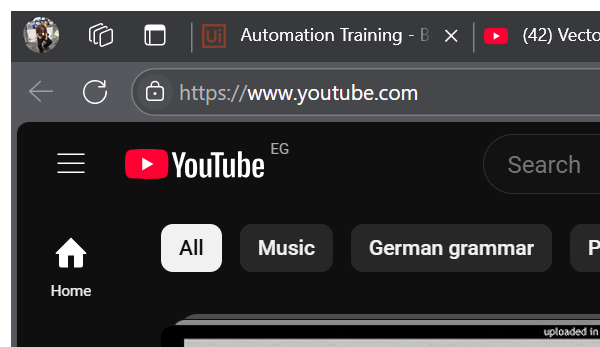 Ui Automation Training - B (42) Vecto
https://www.youtube.com
YouTube EG Search
All Music German grammar P
Home
uploaded in